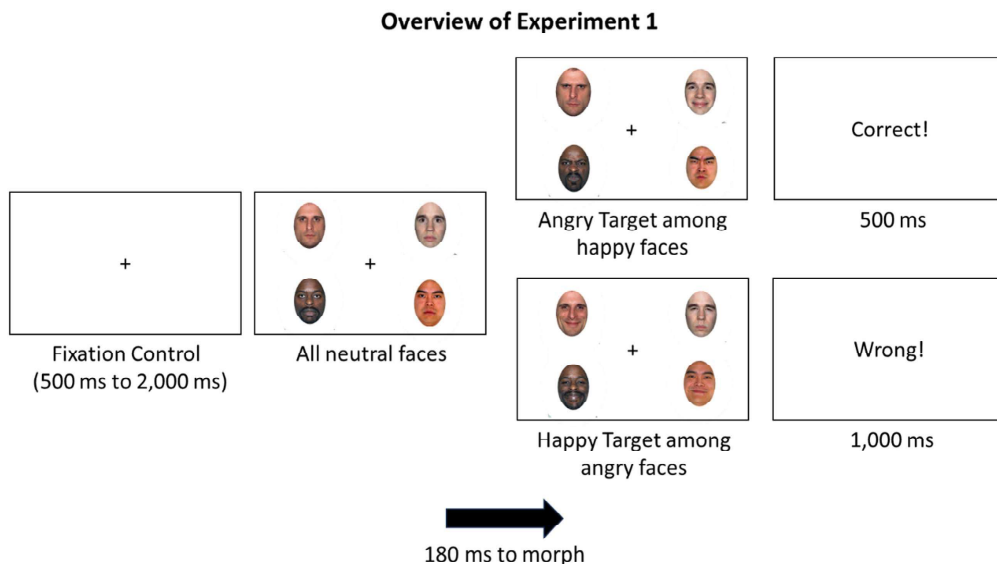 Overview of Experiment 1
+
Fixation Control
(500 ms to 2,000 ms)
+
All neutral faces
+
Angry Target among
happy faces
Correct!
500 ms
+
Happy Target among
angry faces
Wrong!
1,000 ms
180 ms to morph